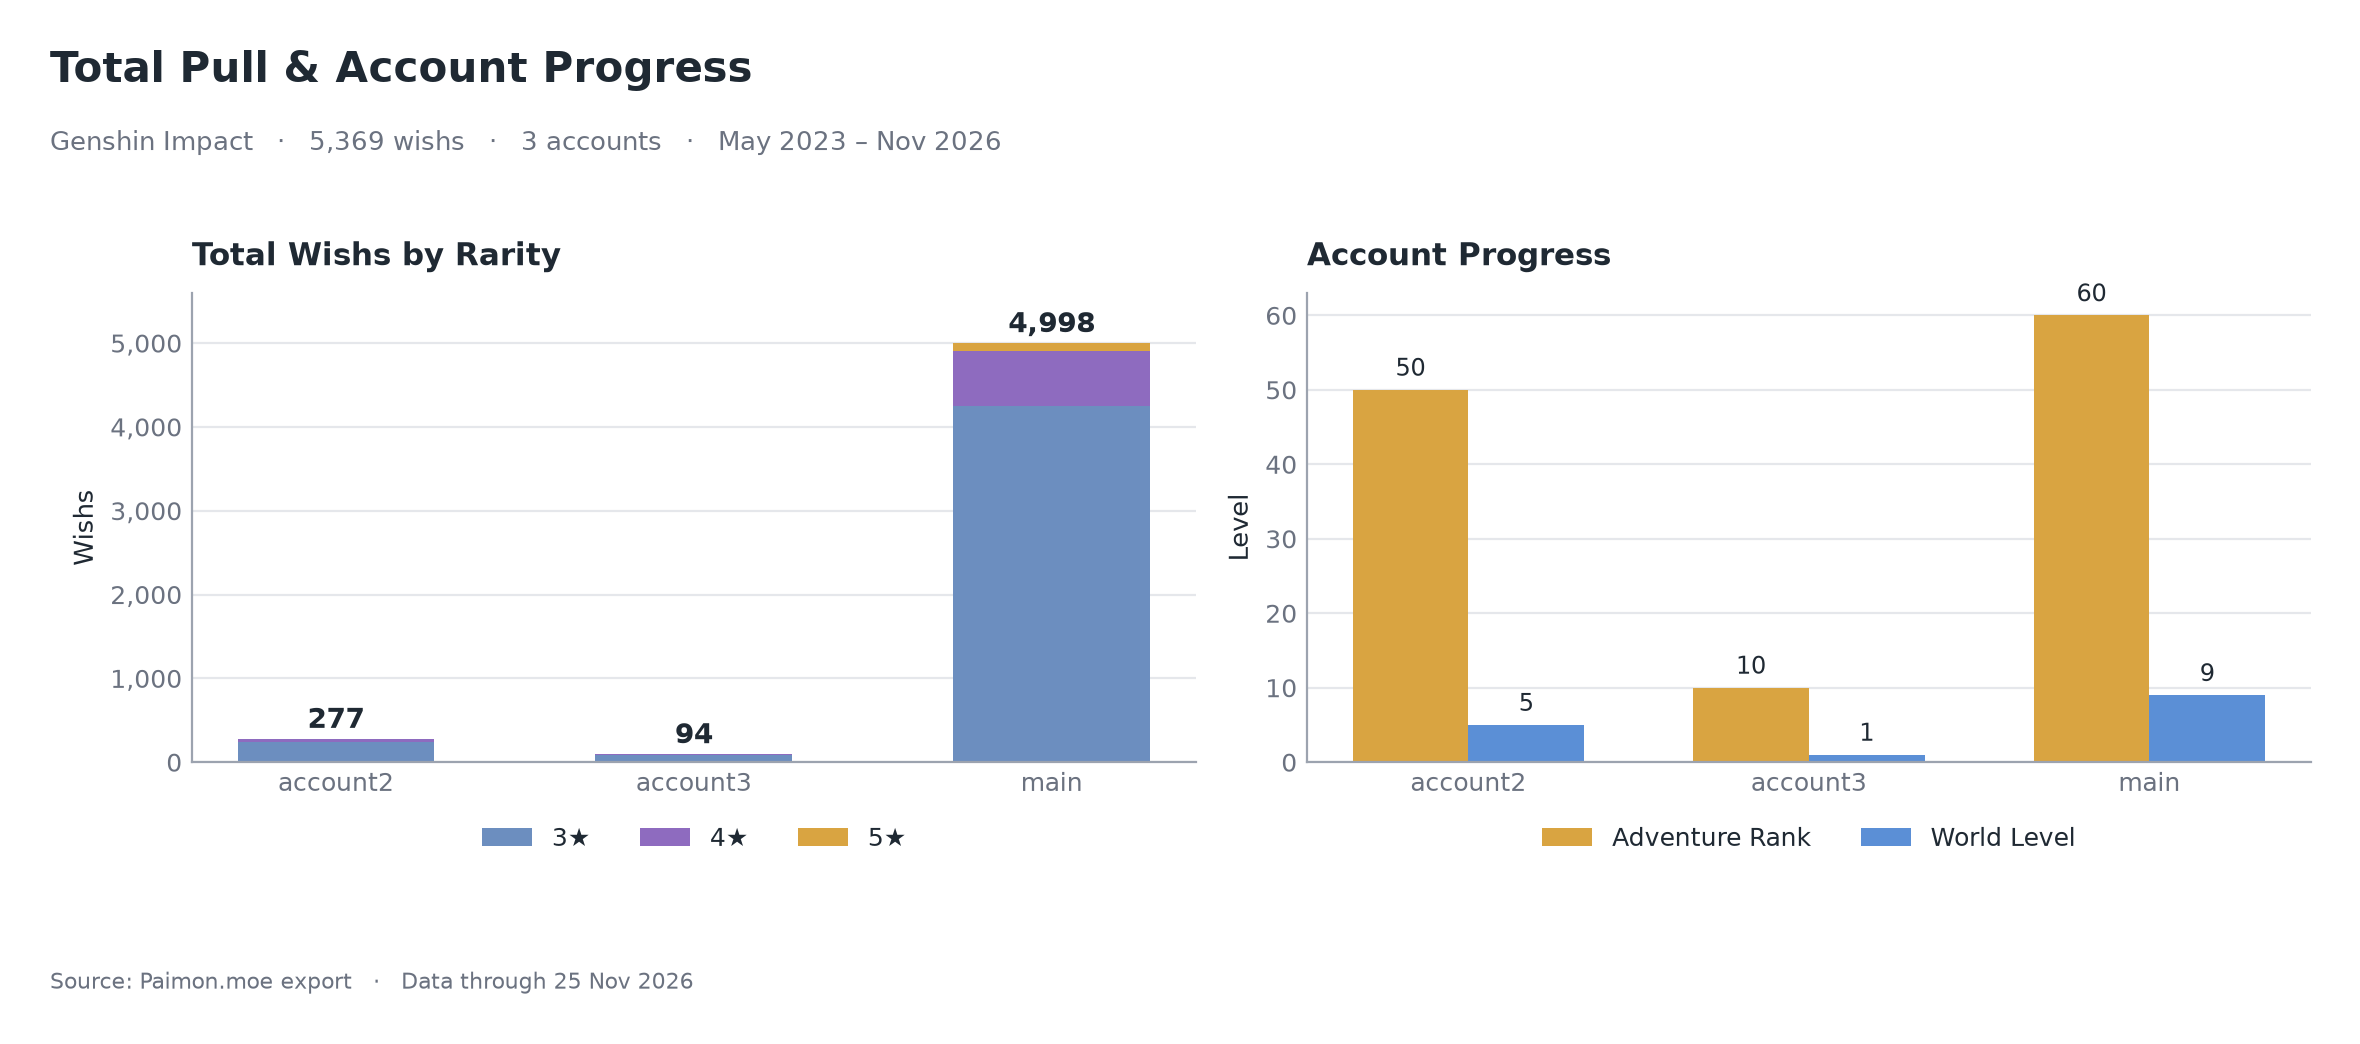 Total Pull & Account Progress
Genshin Impact · 5,369 wishs · 3 accounts · May 2023 – Nov 2026
Total Wishs by Rarity
Wishs
5,000
4,000
3,000
2,000
1,000
0
277
94
4,998
account2
account3
main
3★
4★
5★
Account Progress
Level
60
50
40
30
20
10
0
50
5
10
1
60
9
account2
account3
main
Adventure Rank
World Level
Source: Paimon.moe export · Data through 25 Nov 2026